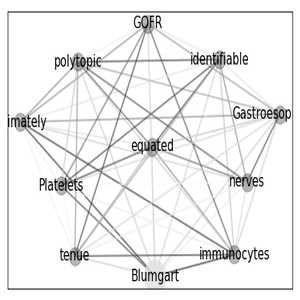 GOFR
polytopic
identifiable
Gastroesop
imately
equated
Platelets
nerves
tenue
immunocytes
Blumgart